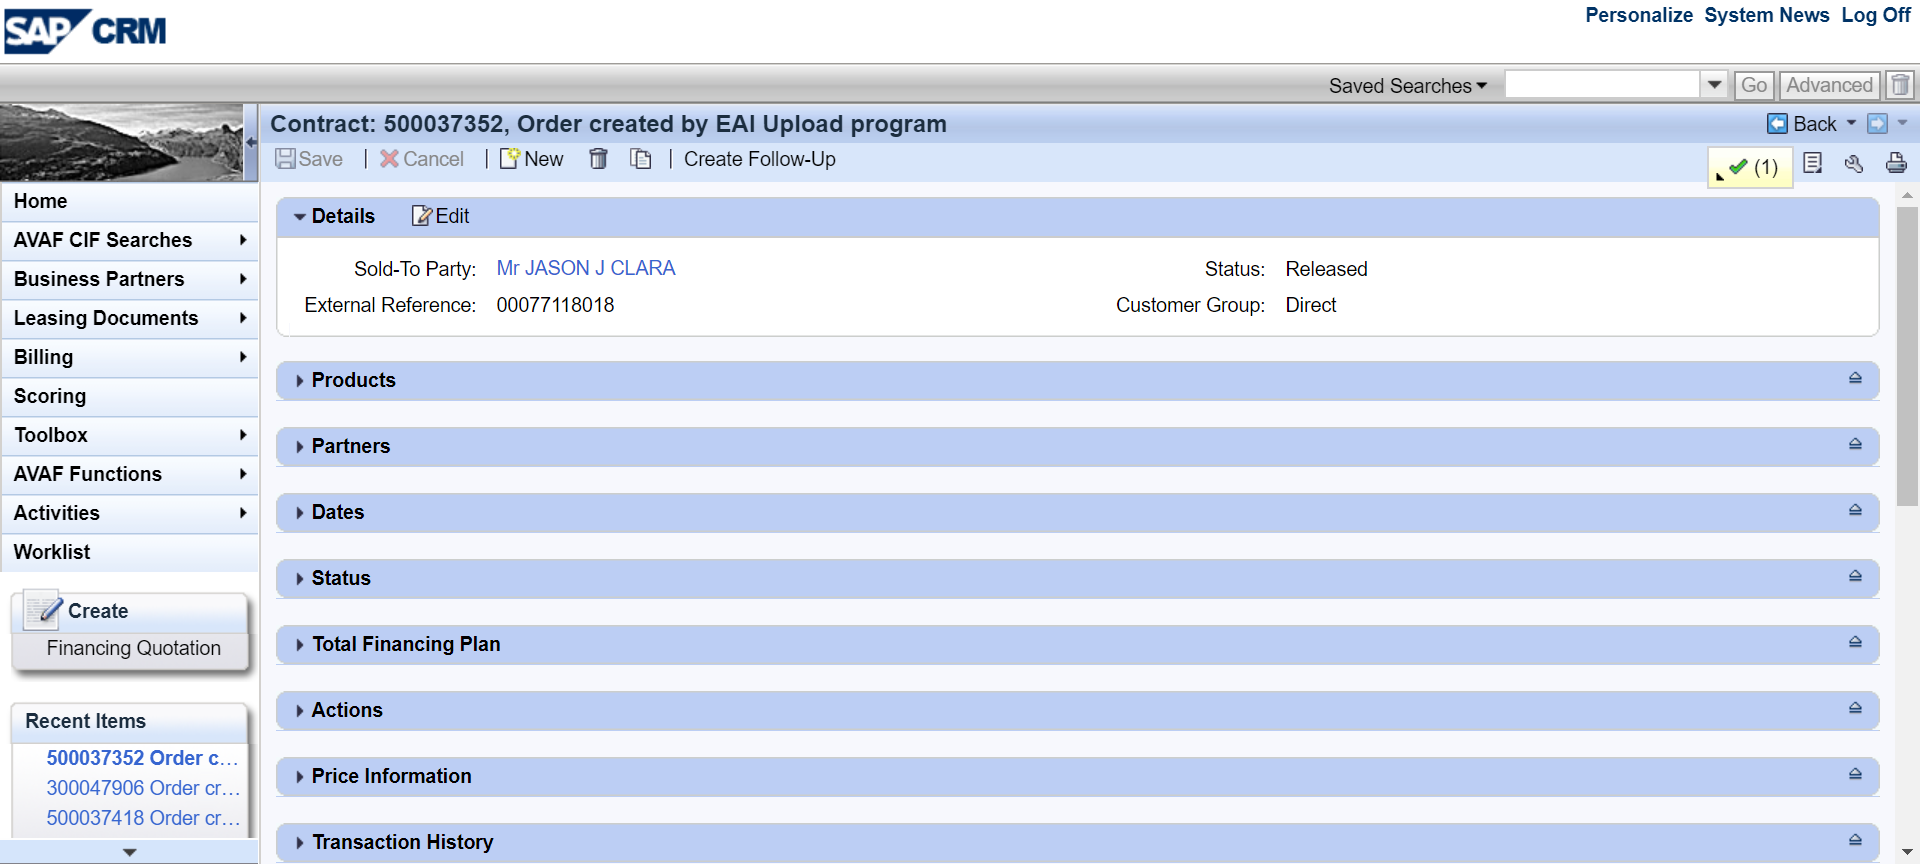 SAP CRM
Personalize System News Log Off
Saved Searches Go Advanced
Contract: 500037352, Order created by EAI Upload program Back
Save | Cancel | New | Create Follow-Up (1)
Home
AVAF CIF Searches
Business Partners
Leasing Documents
Billing
Scoring
Toolbox
AVAF Functions
Activities
Worklist
Create
Financing Quotation
Recent Items
500037352 Order c...
300047906 Order cr...
500037418 Order cr...
Details Edit
Sold-To Party: Mr JASON J CLARA Status: Released
External Reference: 00077118018 Customer Group: Direct
Products
Partners
Dates
Status
Total Financing Plan
Actions
Price Information
Transaction History